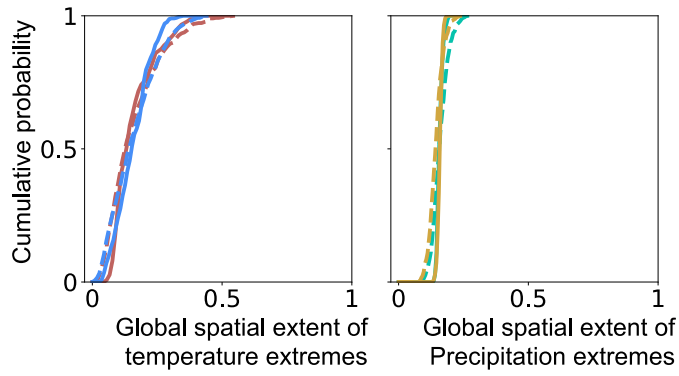 Cumulative probability
1
0.5
0
0
0.5
1
Global spatial extent of
temperature extremes
0
0.5
1
Global spatial extent of
Precipitation extremes